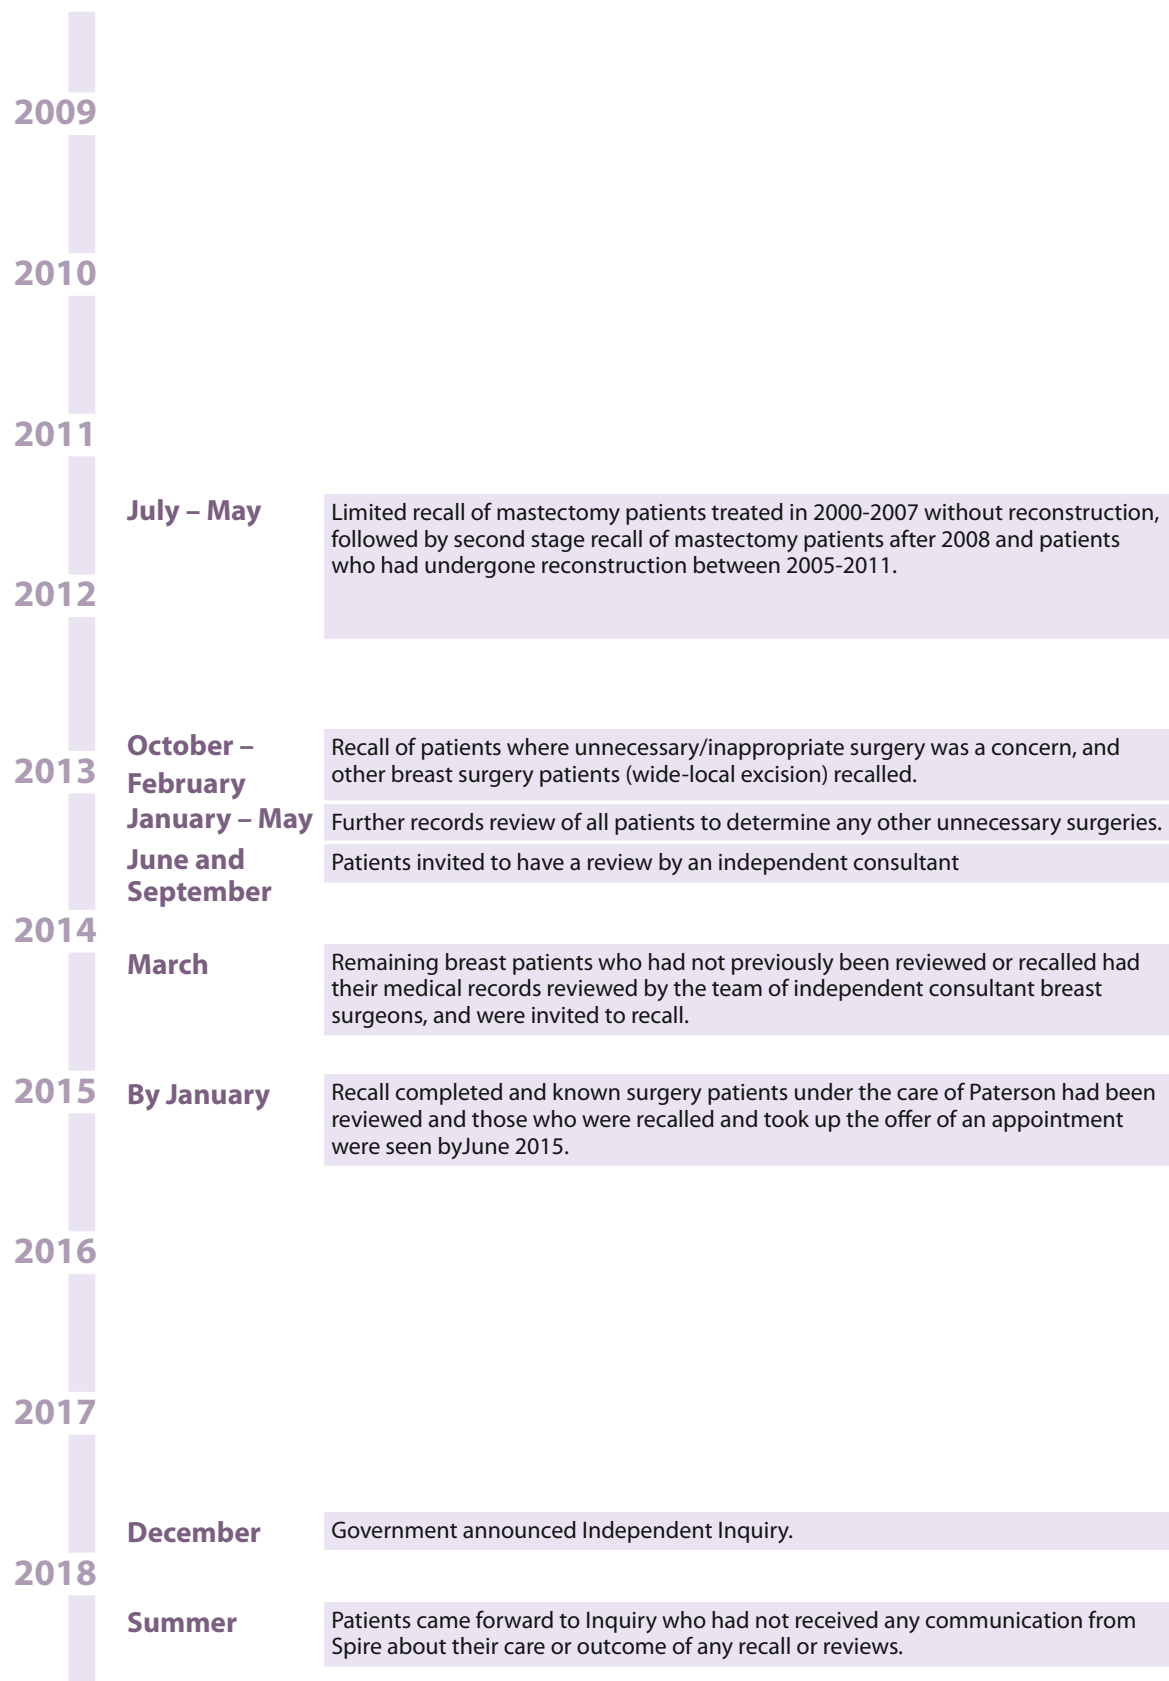 2009
2010
2011
July – May
Limited recall of mastectomy patients treated in 2000-2007 without reconstruction,
followed by second stage recall of mastectomy patients after 2008 and patients
who had undergone reconstruction between 2005-2011.
2012
October –
February
Recall of patients where unnecessary/inappropriate surgery was a concern, and
other breast surgery patients (wide-local excision) recalled.
2013
January – May
Further records review of all patients to determine any other unnecessary surgeries.
June and
September
Patients invited to have a review by an independent consultant
2014
March
Remaining breast patients who had not previously been reviewed or recalled had
their medical records reviewed by the team of independent consultant breast
surgeons, and were invited to recall.
2015
By January
Recall completed and known surgery patients under the care of Paterson had been
reviewed and those who were recalled and took up the offer of an appointment
were seen byJune 2015.
2016
2017
December
Government announced Independent Inquiry.
2018
Summer
Patients came forward to Inquiry who had not received any communication from
Spire about their care or outcome of any recall or reviews.